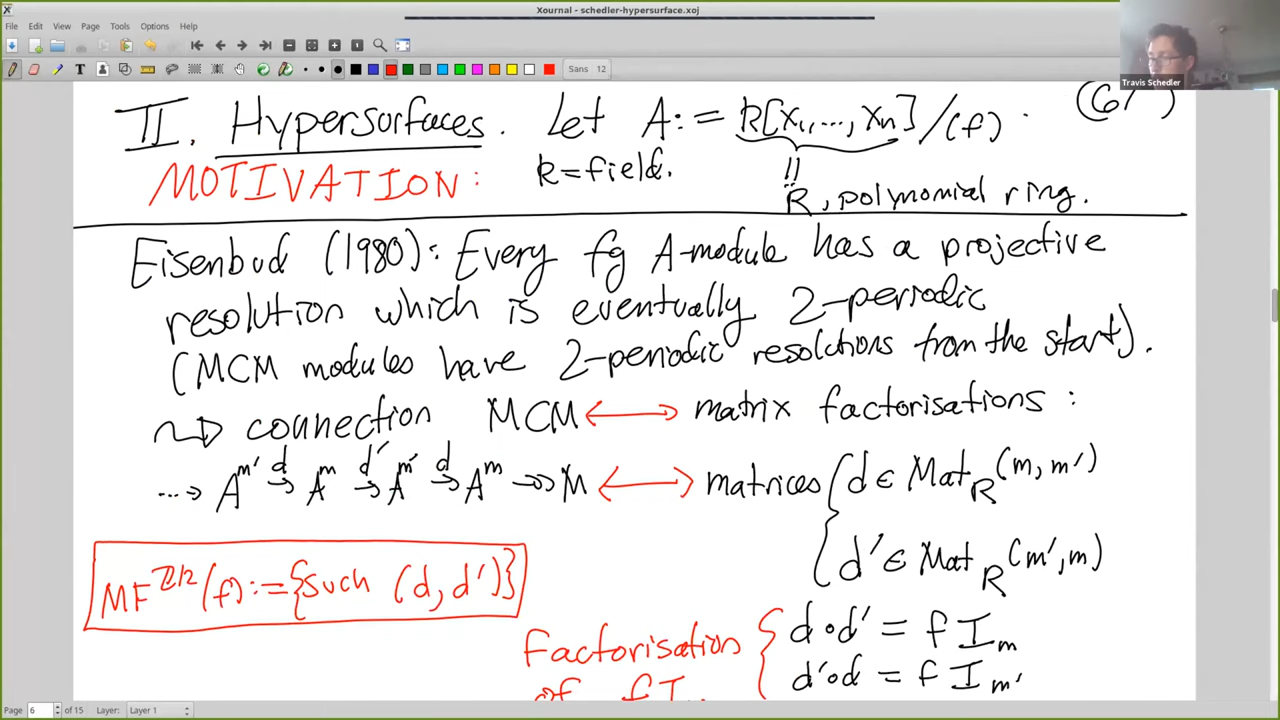 Xournal - schedler-hypersurface.xoj
File Edit View Page Tools Options Help
Sans 12
Travis Schedler
II. Hypersurfaces. Let A := k[x₁,...,xₙ]/(f).
MOTIVATION: k = field. R, polynomial ring.
Eisenbud (1980): Every fg A-module has a projective
resolution which is eventually 2-periodic
(MCM modules have 2-periodic resolutions from the start).
⇝ connection MCM ⟷ matrix factorisations:
... → A^m' →^d A^m →^d' A^m' →^d A^m ↠ M ⟷ matrices { d ∈ Mat_R(m, m')
d' ∈ Mat_R(m', m)
MF^{Z/2}(f) := {such (d, d')}
Factorisation { d∘d' = f I_m
d'∘d = f I_m'
Page 6 of 15 Layer: Layer 1